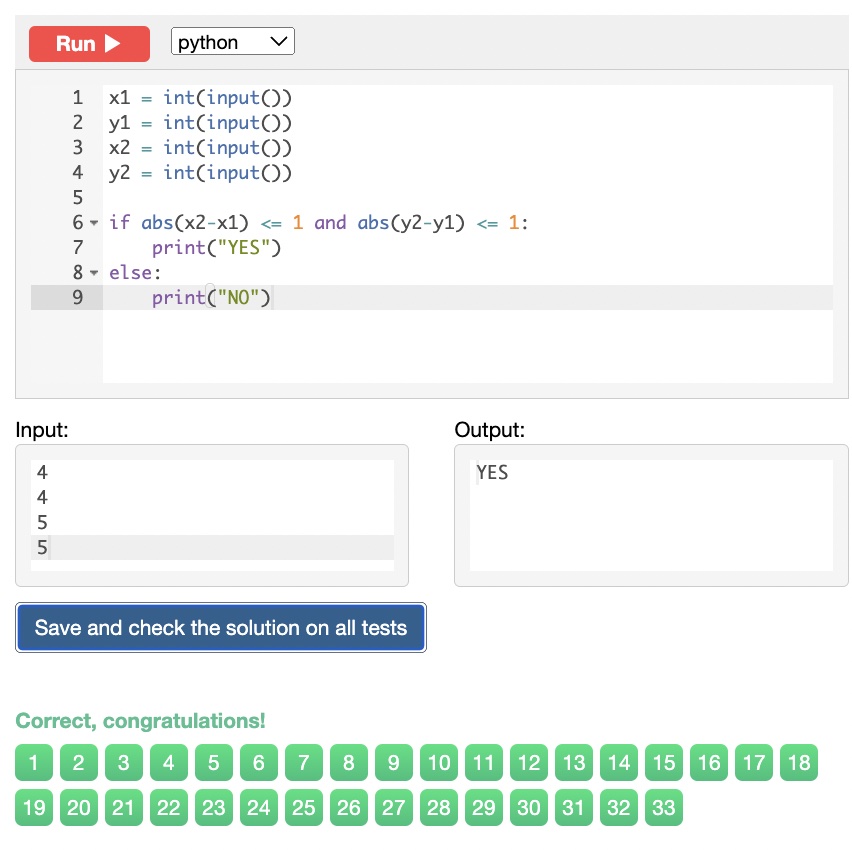 Run python
1 x1 = int(input())
2 y1 = int(input())
3 x2 = int(input())
4 y2 = int(input())
5
6 if abs(x2-x1) <= 1 and abs(y2-y1) <= 1:
7     print("YES")
8 else:
9     print("NO")
Input: Output:
4 YES
4
5
5
Save and check the solution on all tests
Correct, congratulations!
1 2 3 4 5 6 7 8 9 10 11 12 13 14 15 16 17 18
19 20 21 22 23 24 25 26 27 28 29 30 31 32 33